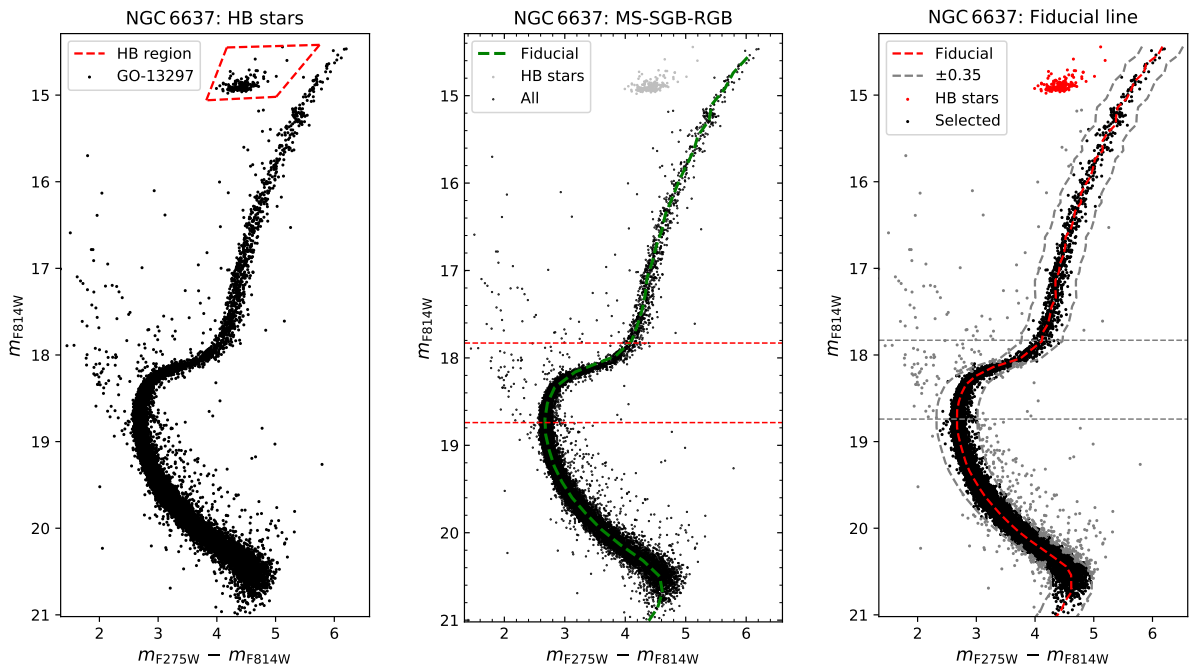 NGC 6637: HB stars
HB region
GO-13297
15
16
17
18
19
20
21
2
3
4
5
6
m_F814W
m_F275W − m_F814W
NGC 6637: MS-SGB-RGB
Fiducial
HB stars
All
15
16
17
18
19
20
21
2
3
4
5
6
m_F814W
m_F275W − m_F814W
NGC 6637: Fiducial line
Fiducial
±0.35
HB stars
Selected
15
16
17
18
19
20
21
2
3
4
5
6
m_F814W
m_F275W − m_F814W